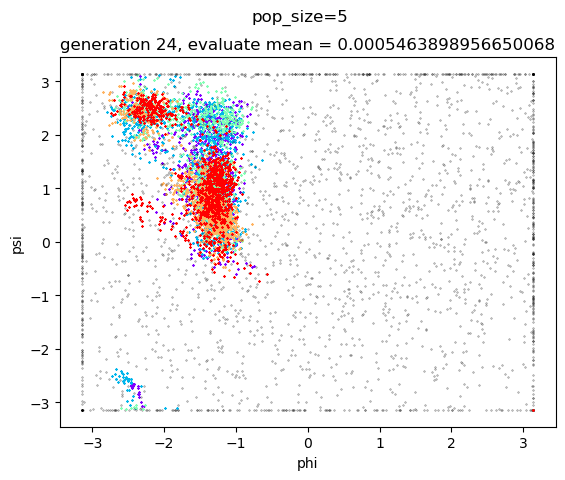 pop_size=5
generation 24, evaluate mean = 0.0005463898956650068
3
2
1
0
−1
−2
−3
psi
−3 −2 −1 0 1 2 3
phi